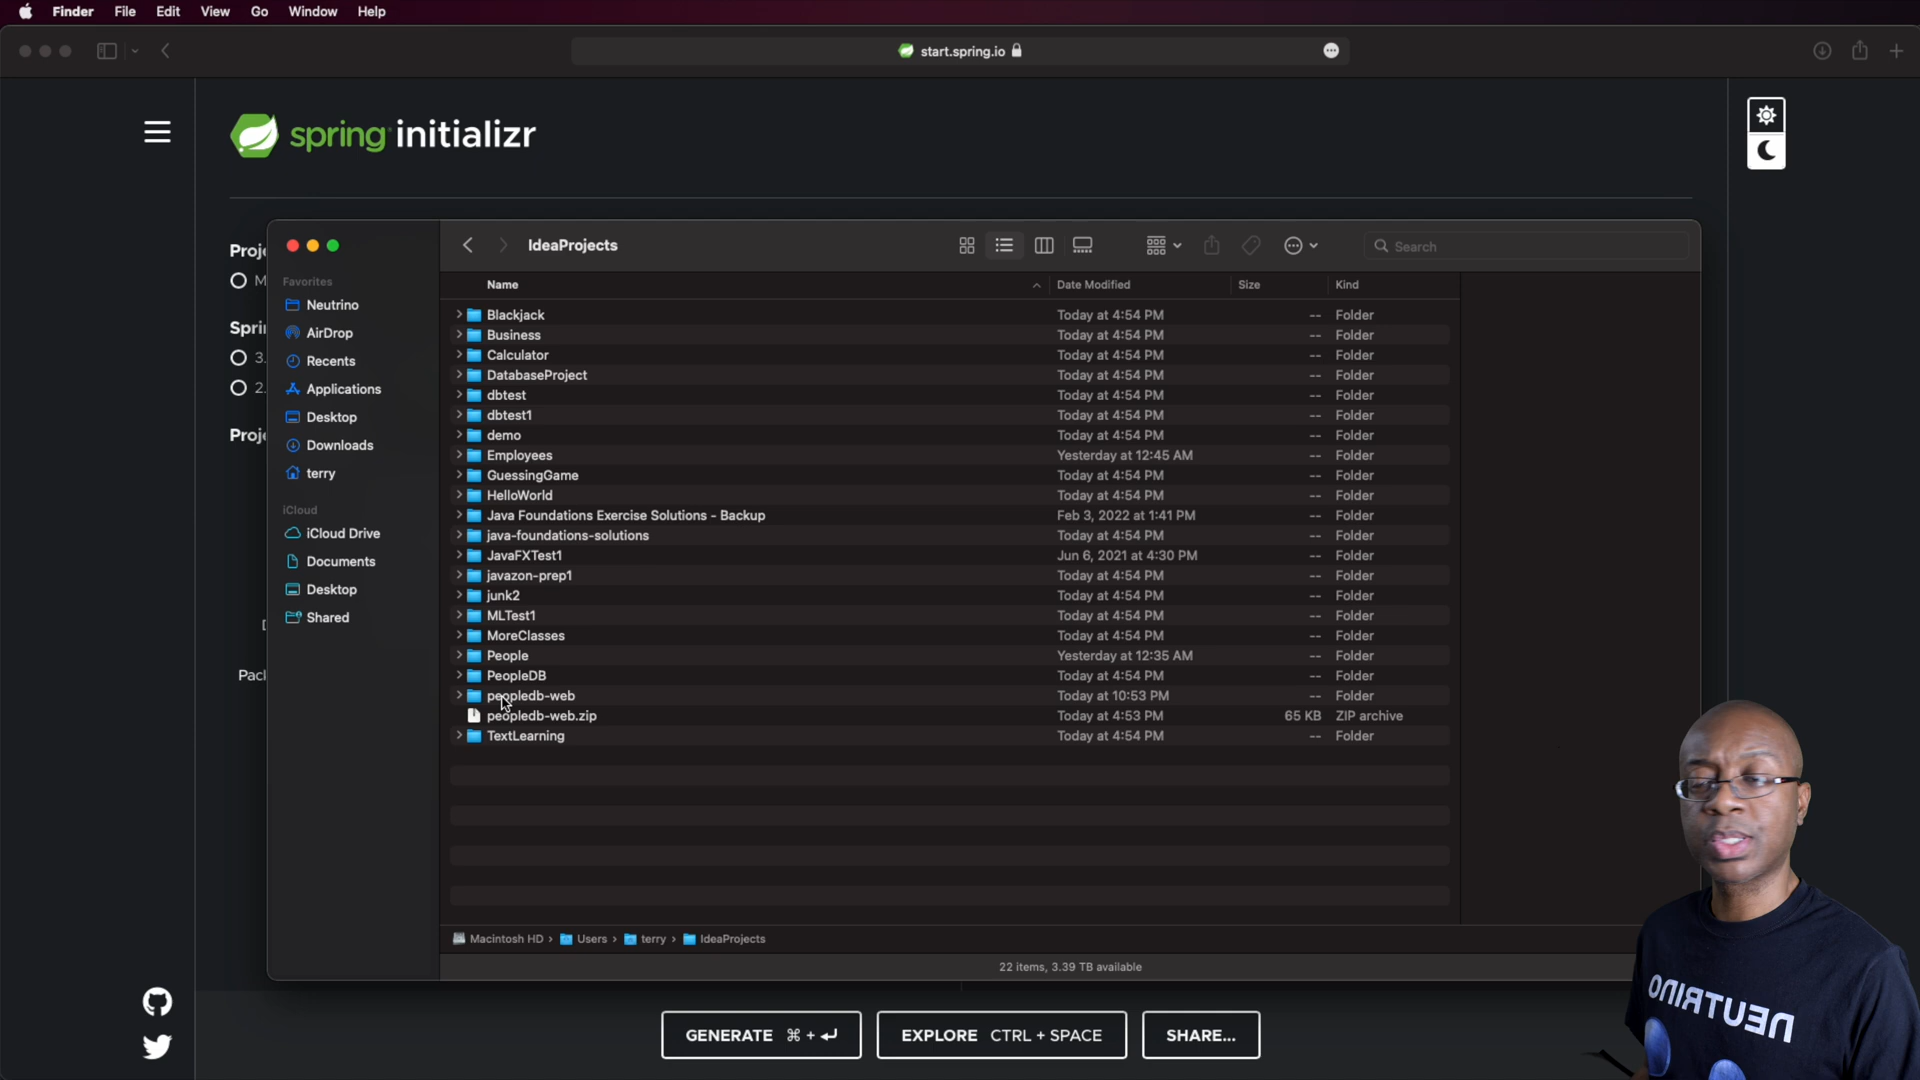 Finder File Edit View Go Window Help
start.spring.io
spring initializr
Proje
M
Sprin
3.
2.
Proje
Pack
IdeaProjects
Search
Favorites
Neutrino
AirDrop
Recents
Applications
Desktop
Downloads
terry
iCloud
iCloud Drive
Documents
Desktop
Shared
Name Date Modified Size Kind
Blackjack Today at 4:54 PM -- Folder
Business Today at 4:54 PM -- Folder
Calculator Today at 4:54 PM -- Folder
DatabaseProject Today at 4:54 PM -- Folder
dbtest Today at 4:54 PM -- Folder
dbtest1 Today at 4:54 PM -- Folder
demo Today at 4:54 PM -- Folder
Employees Yesterday at 12:45 AM -- Folder
GuessingGame Today at 4:54 PM -- Folder
HelloWorld Today at 4:54 PM -- Folder
Java Foundations Exercise Solutions - Backup Feb 3, 2022 at 1:41 PM -- Folder
java-foundations-solutions Today at 4:54 PM -- Folder
JavaFXTest1 Jun 6, 2021 at 4:30 PM -- Folder
javazon-prep1 Today at 4:54 PM -- Folder
junk2 Today at 4:54 PM -- Folder
MLTest1 Today at 4:54 PM -- Folder
MoreClasses Today at 4:54 PM -- Folder
People Yesterday at 12:35 AM -- Folder
PeopleDB Today at 4:54 PM -- Folder
peopledb-web Today at 10:53 PM -- Folder
peopledb-web.zip Today at 4:53 PM 65 KB ZIP archive
TextLearning Today at 4:54 PM -- Folder
Macintosh HD › Users › terry › IdeaProjects
22 items, 3.39 TB available
GENERATE ⌘ + ↵ EXPLORE CTRL + SPACE SHARE...
NEUTRINO